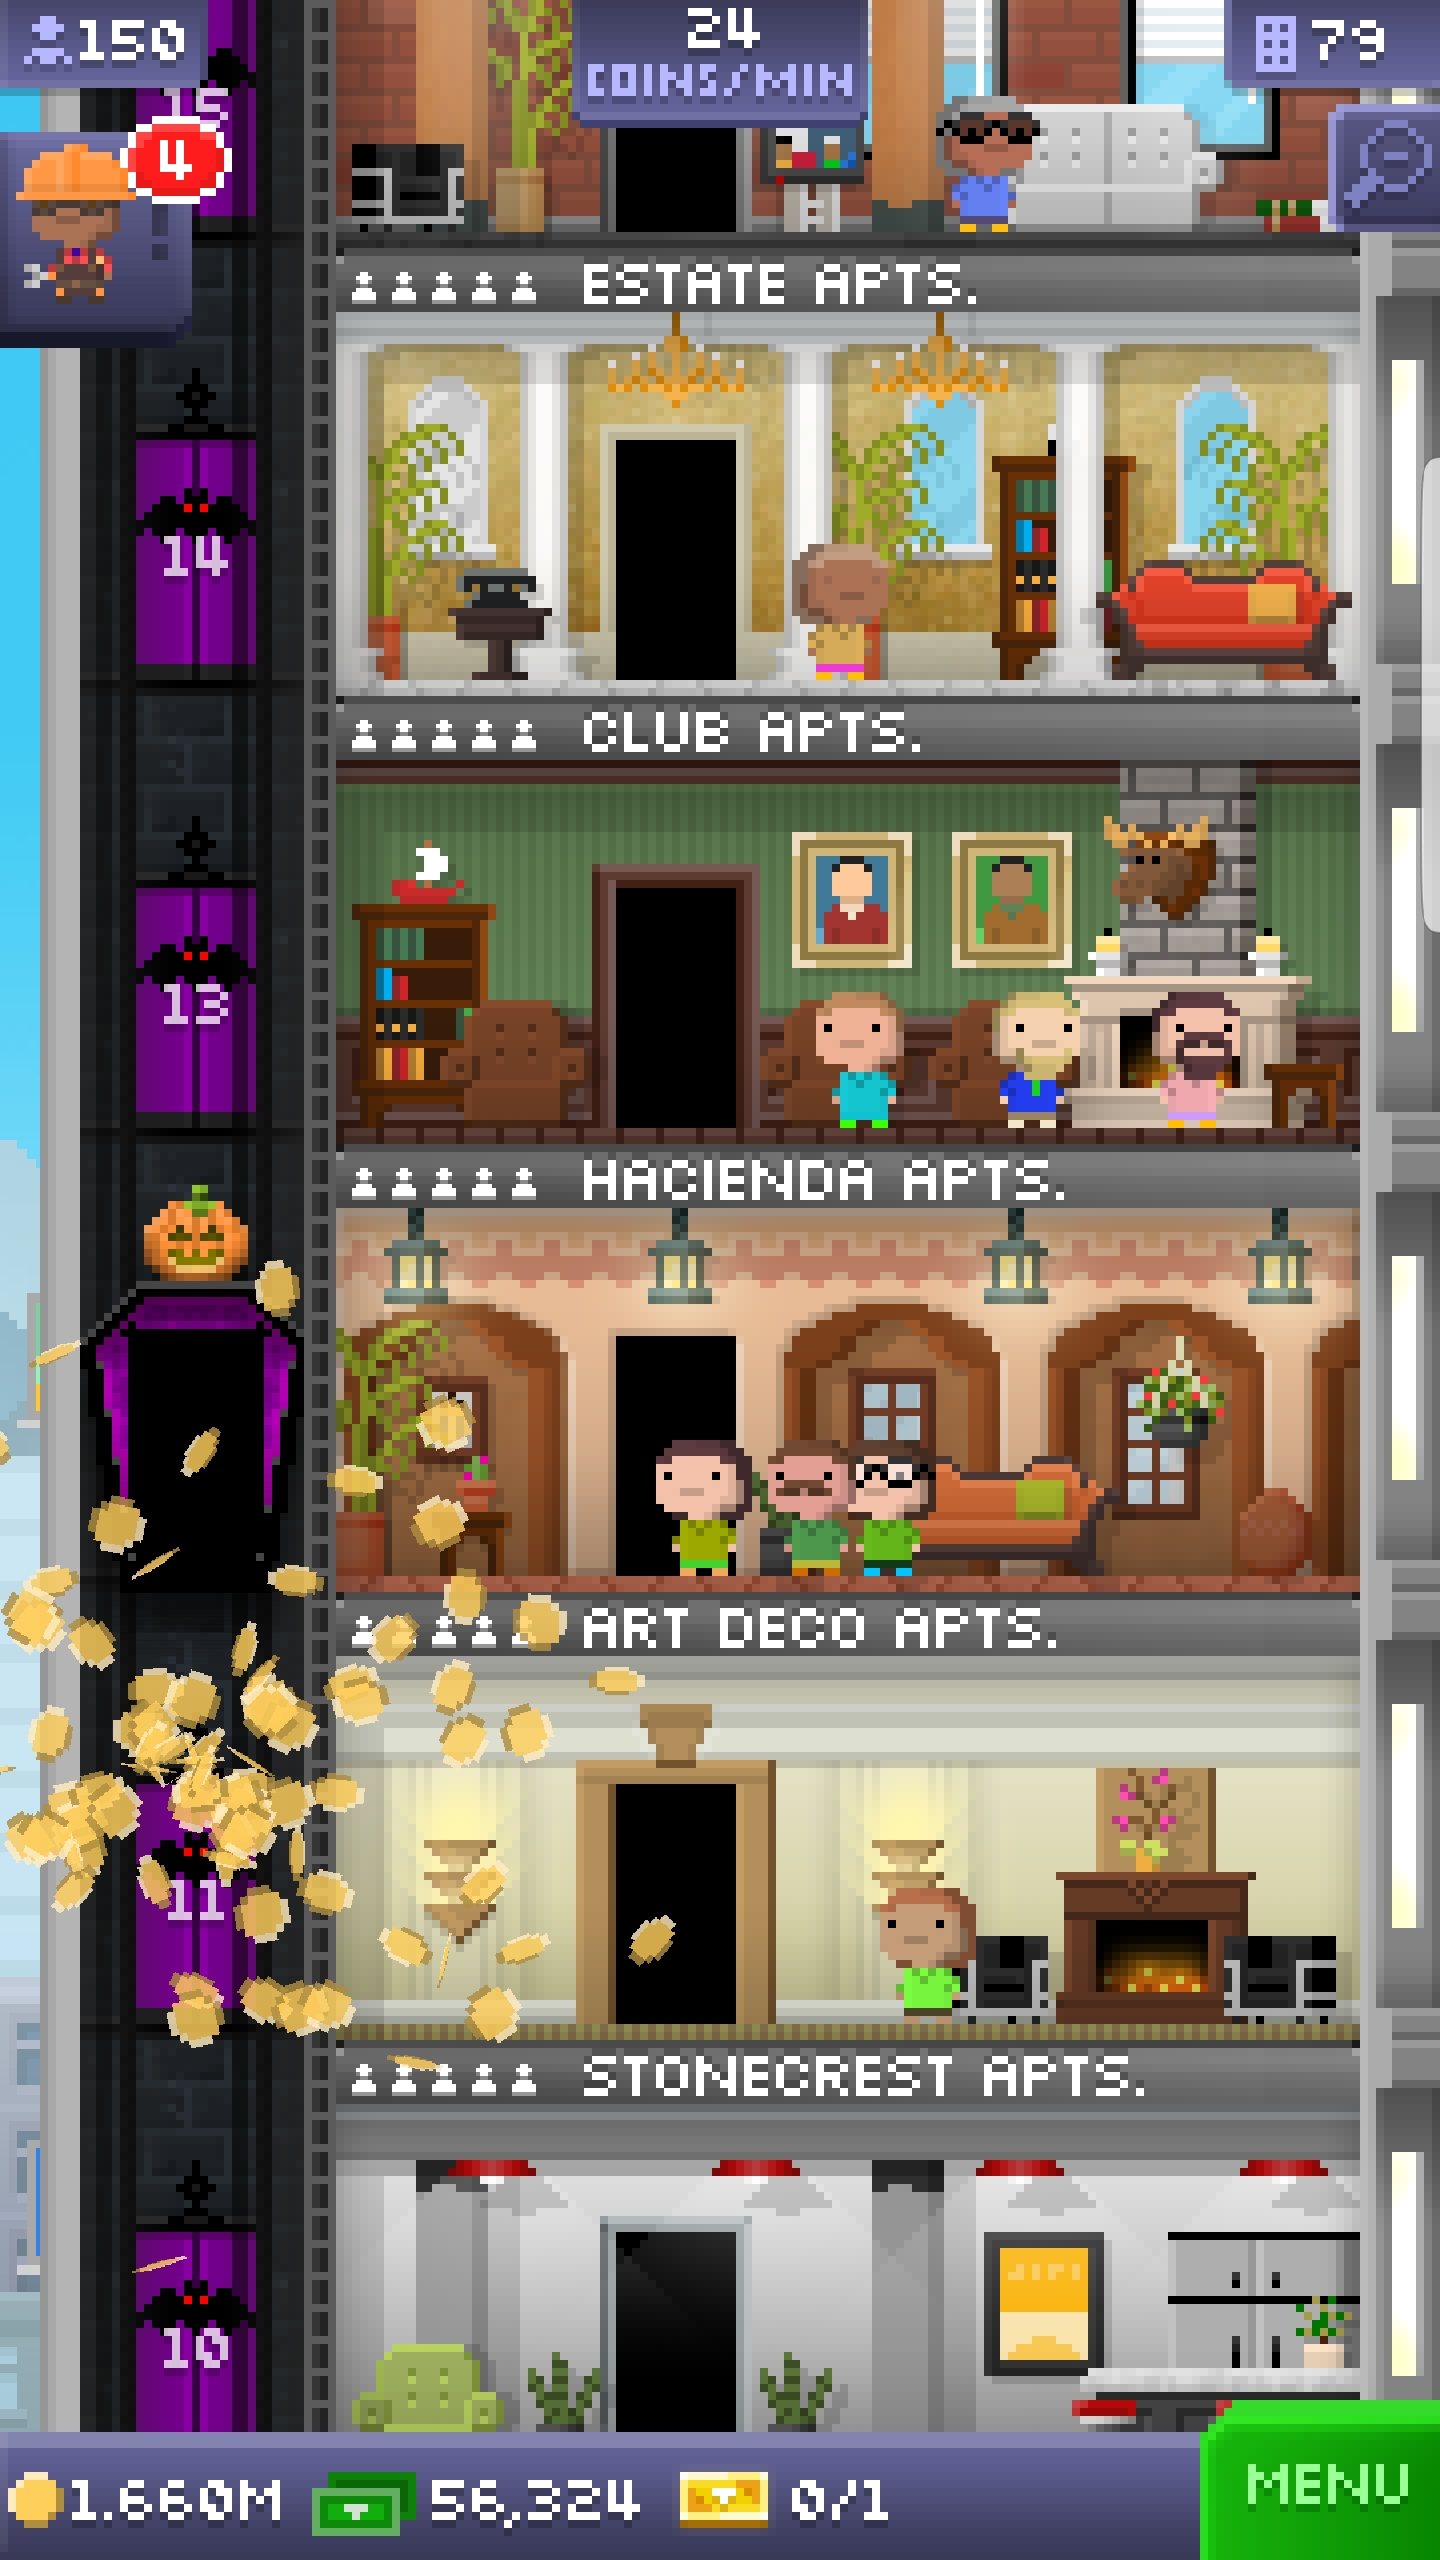 150
24
COINS/MIN
79
15
4
ESTATE APTS.
14
CLUB APTS.
13
HACIENDA APTS.
ART DECO APTS.
11
STONECREST APTS.
10
1.660M 56,324 0/1
MENU